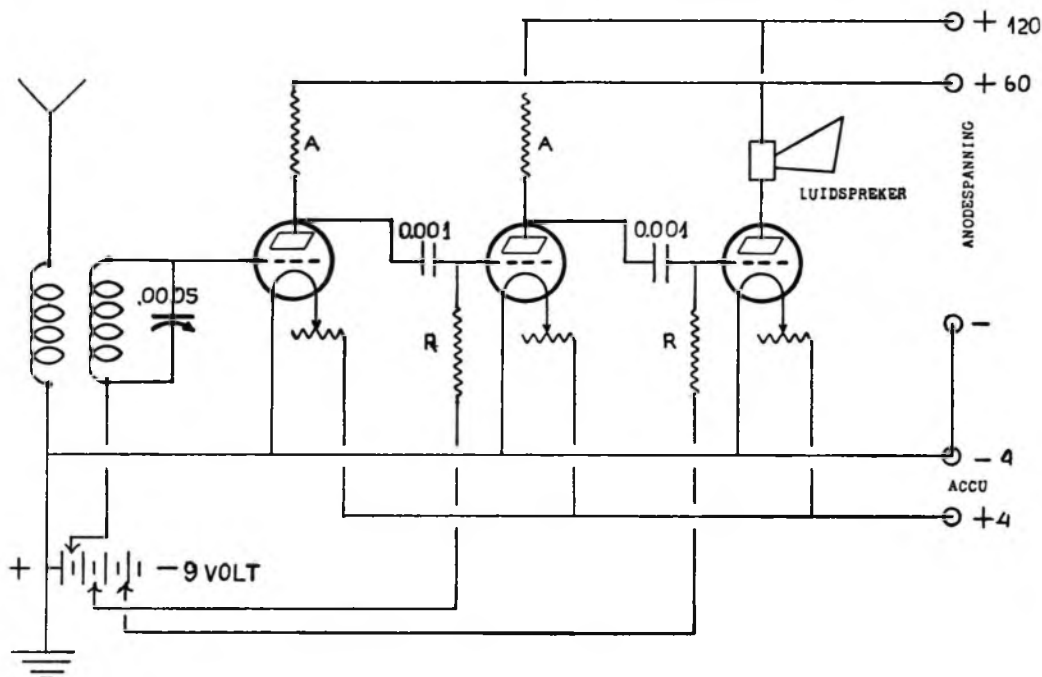 + 120
+ 60
ANODESPANNING
LUIDSPREKER
A
A
0.001
0.001
.0005
R
R
-
- 4
ACCU
+4
+
- 9 VOLT